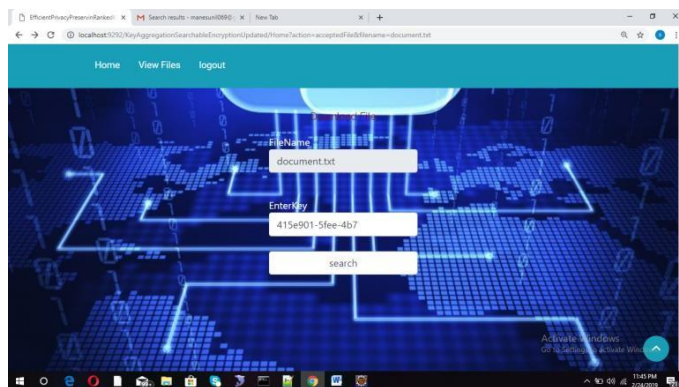 EfficientPrivacyPreservinRanked
Search results - manesunil089@
New Tab
localhost:9292/KeyAggregationSearchableEncryptionUpdated/Home?action=acceptedFile&filename=document.txt
Home View Files logout
Download File
FileName
document.txt
EnterKey
415e901-5fee-4b7
search
Activate Windows
Go to Settings to activate Wind
11:45 PM
2/24/2019